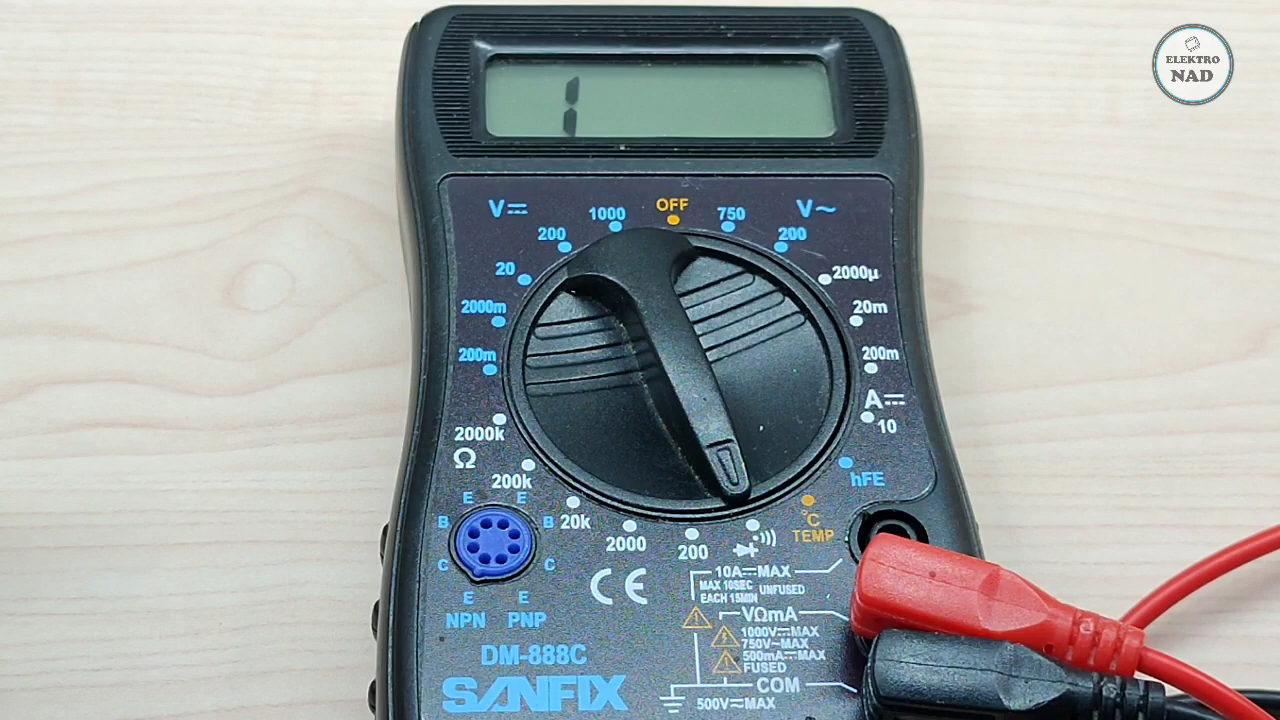 ELEKTRO
NAD
1
V⎓ 1000 OFF 750 V~
200 200
20 2000µ
2000m 20m
200m 200m
A⎓
10
2000k
Ω
200k hFE
E E
B B
20k °C
TEMP
2000 200
C C
10A⎓MAX
MAX 10SEC
EACH 15MIN UNFUSED
CE
E E
NPN PNP
VΩmA
1000V⎓MAX
750V~MAX
500mA⎓MAX
FUSED
DM-888C
SANFIX
COM
500V≂MAX